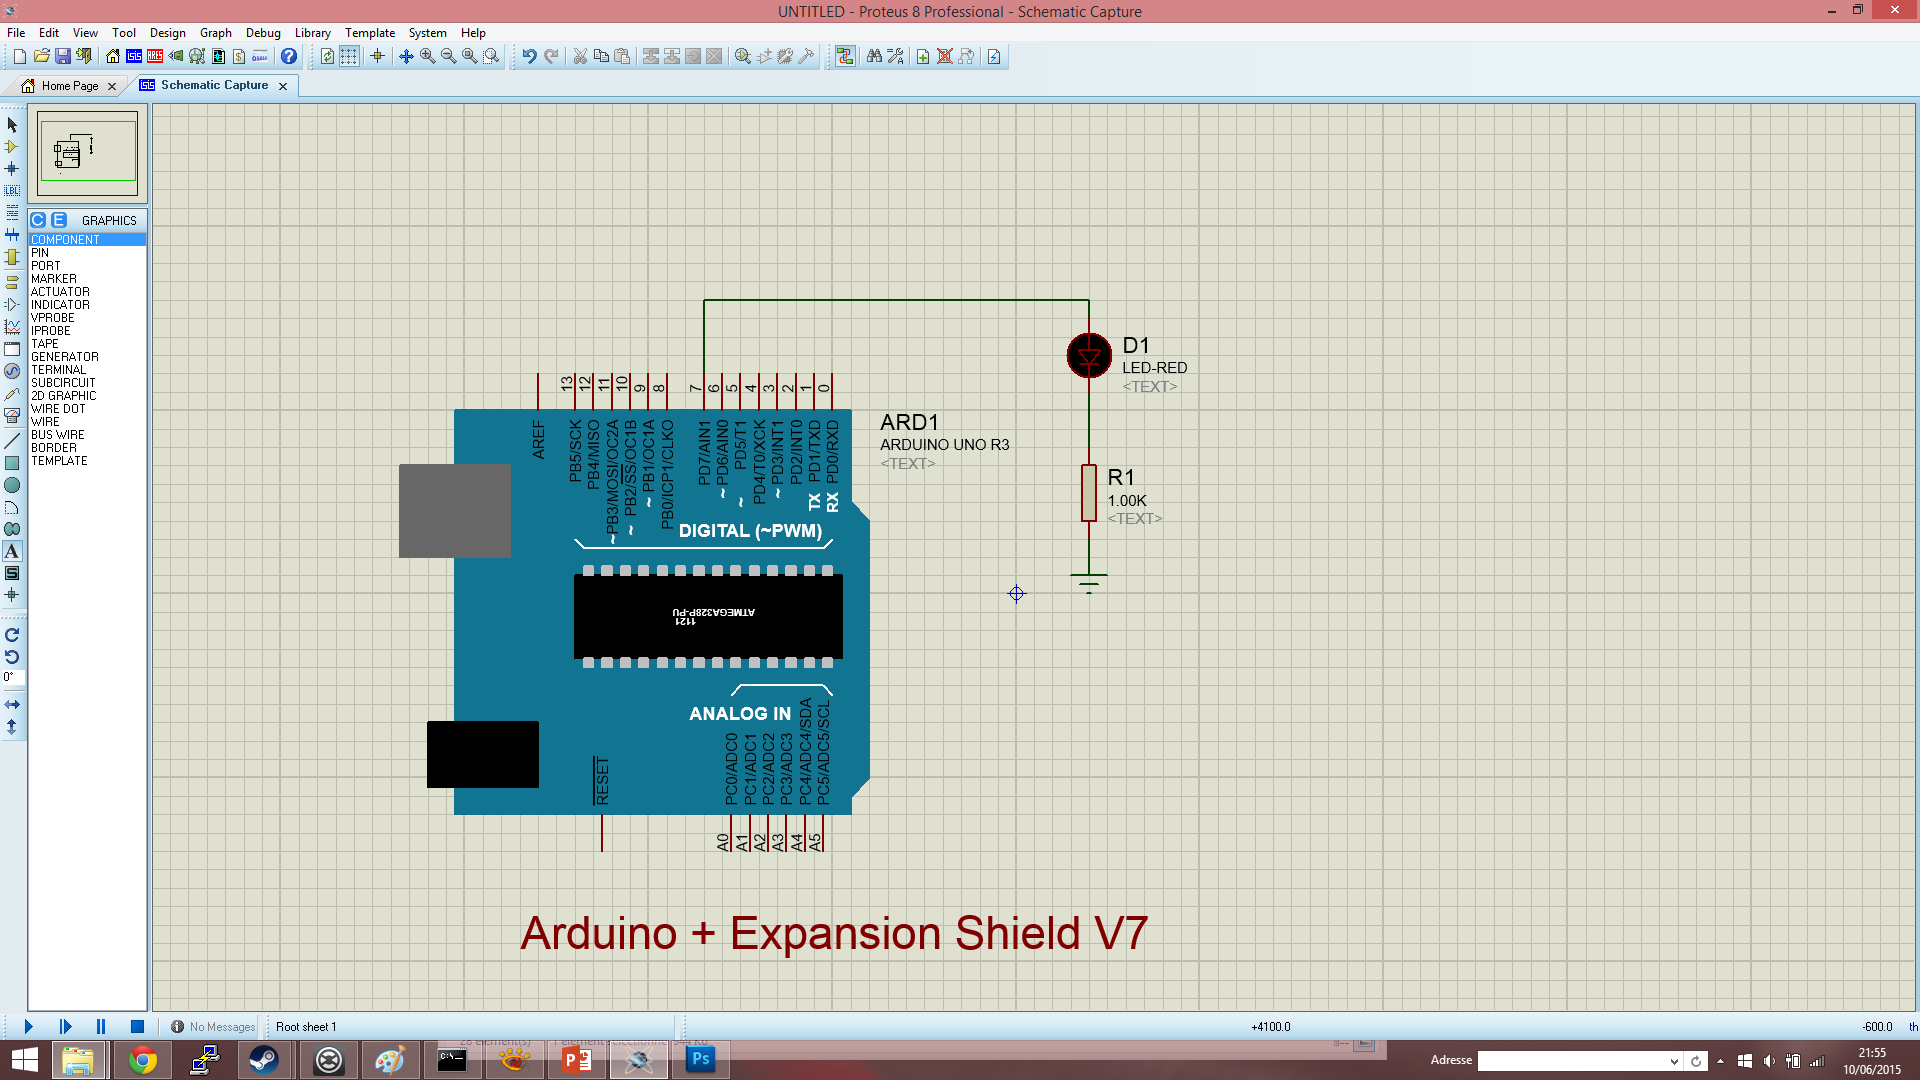 UNTITLED - Proteus 8 Professional - Schematic Capture
File Edit View Tool Design Graph Debug Library Template System Help
Home Page
Schematic Capture
C E GRAPHICS
COMPONENT
PIN
PORT
MARKER
ACTUATOR
INDICATOR
VPROBE
IPROBE
TAPE
GENERATOR
TERMINAL
SUBCIRCUIT
2D GRAPHIC
WIRE DOT
WIRE
BUS WIRE
BORDER
TEMPLATE
LBL
A
S
0°
D1
LED-RED
<TEXT>
13 12 11 10 9 8 7 6 5 4 3 2 1 0
AREF
PB5/SCK
PB4/MISO
~PB3/MOSI/OC2A
~ PB2/SS/OC1B
~ PB1/OC1A
PB0/ICP1/CLKO
PD7/AIN1
~ PD6/AIN0
~ PD5/T1
PD4/T0/XCK
~ PD3/INT1
PD2/INT0
TX PD1/TXD
RX PD0/RXD
ARD1
ARDUINO UNO R3
<TEXT>
R1
1.00K
<TEXT>
DIGITAL (~PWM)
ATMEGA328P-PU
1121
ANALOG IN
RESET
PC0/ADC0
PC1/ADC1
PC2/ADC2
PC3/ADC3
PC4/ADC4/SDA
PC5/ADC5/SCL
A0 A1 A2 A3 A4 A5
Arduino + Expansion Shield V7
No Messages
Root sheet 1
+4100.0
-600.0
th
Adresse
21:55
10/06/2015